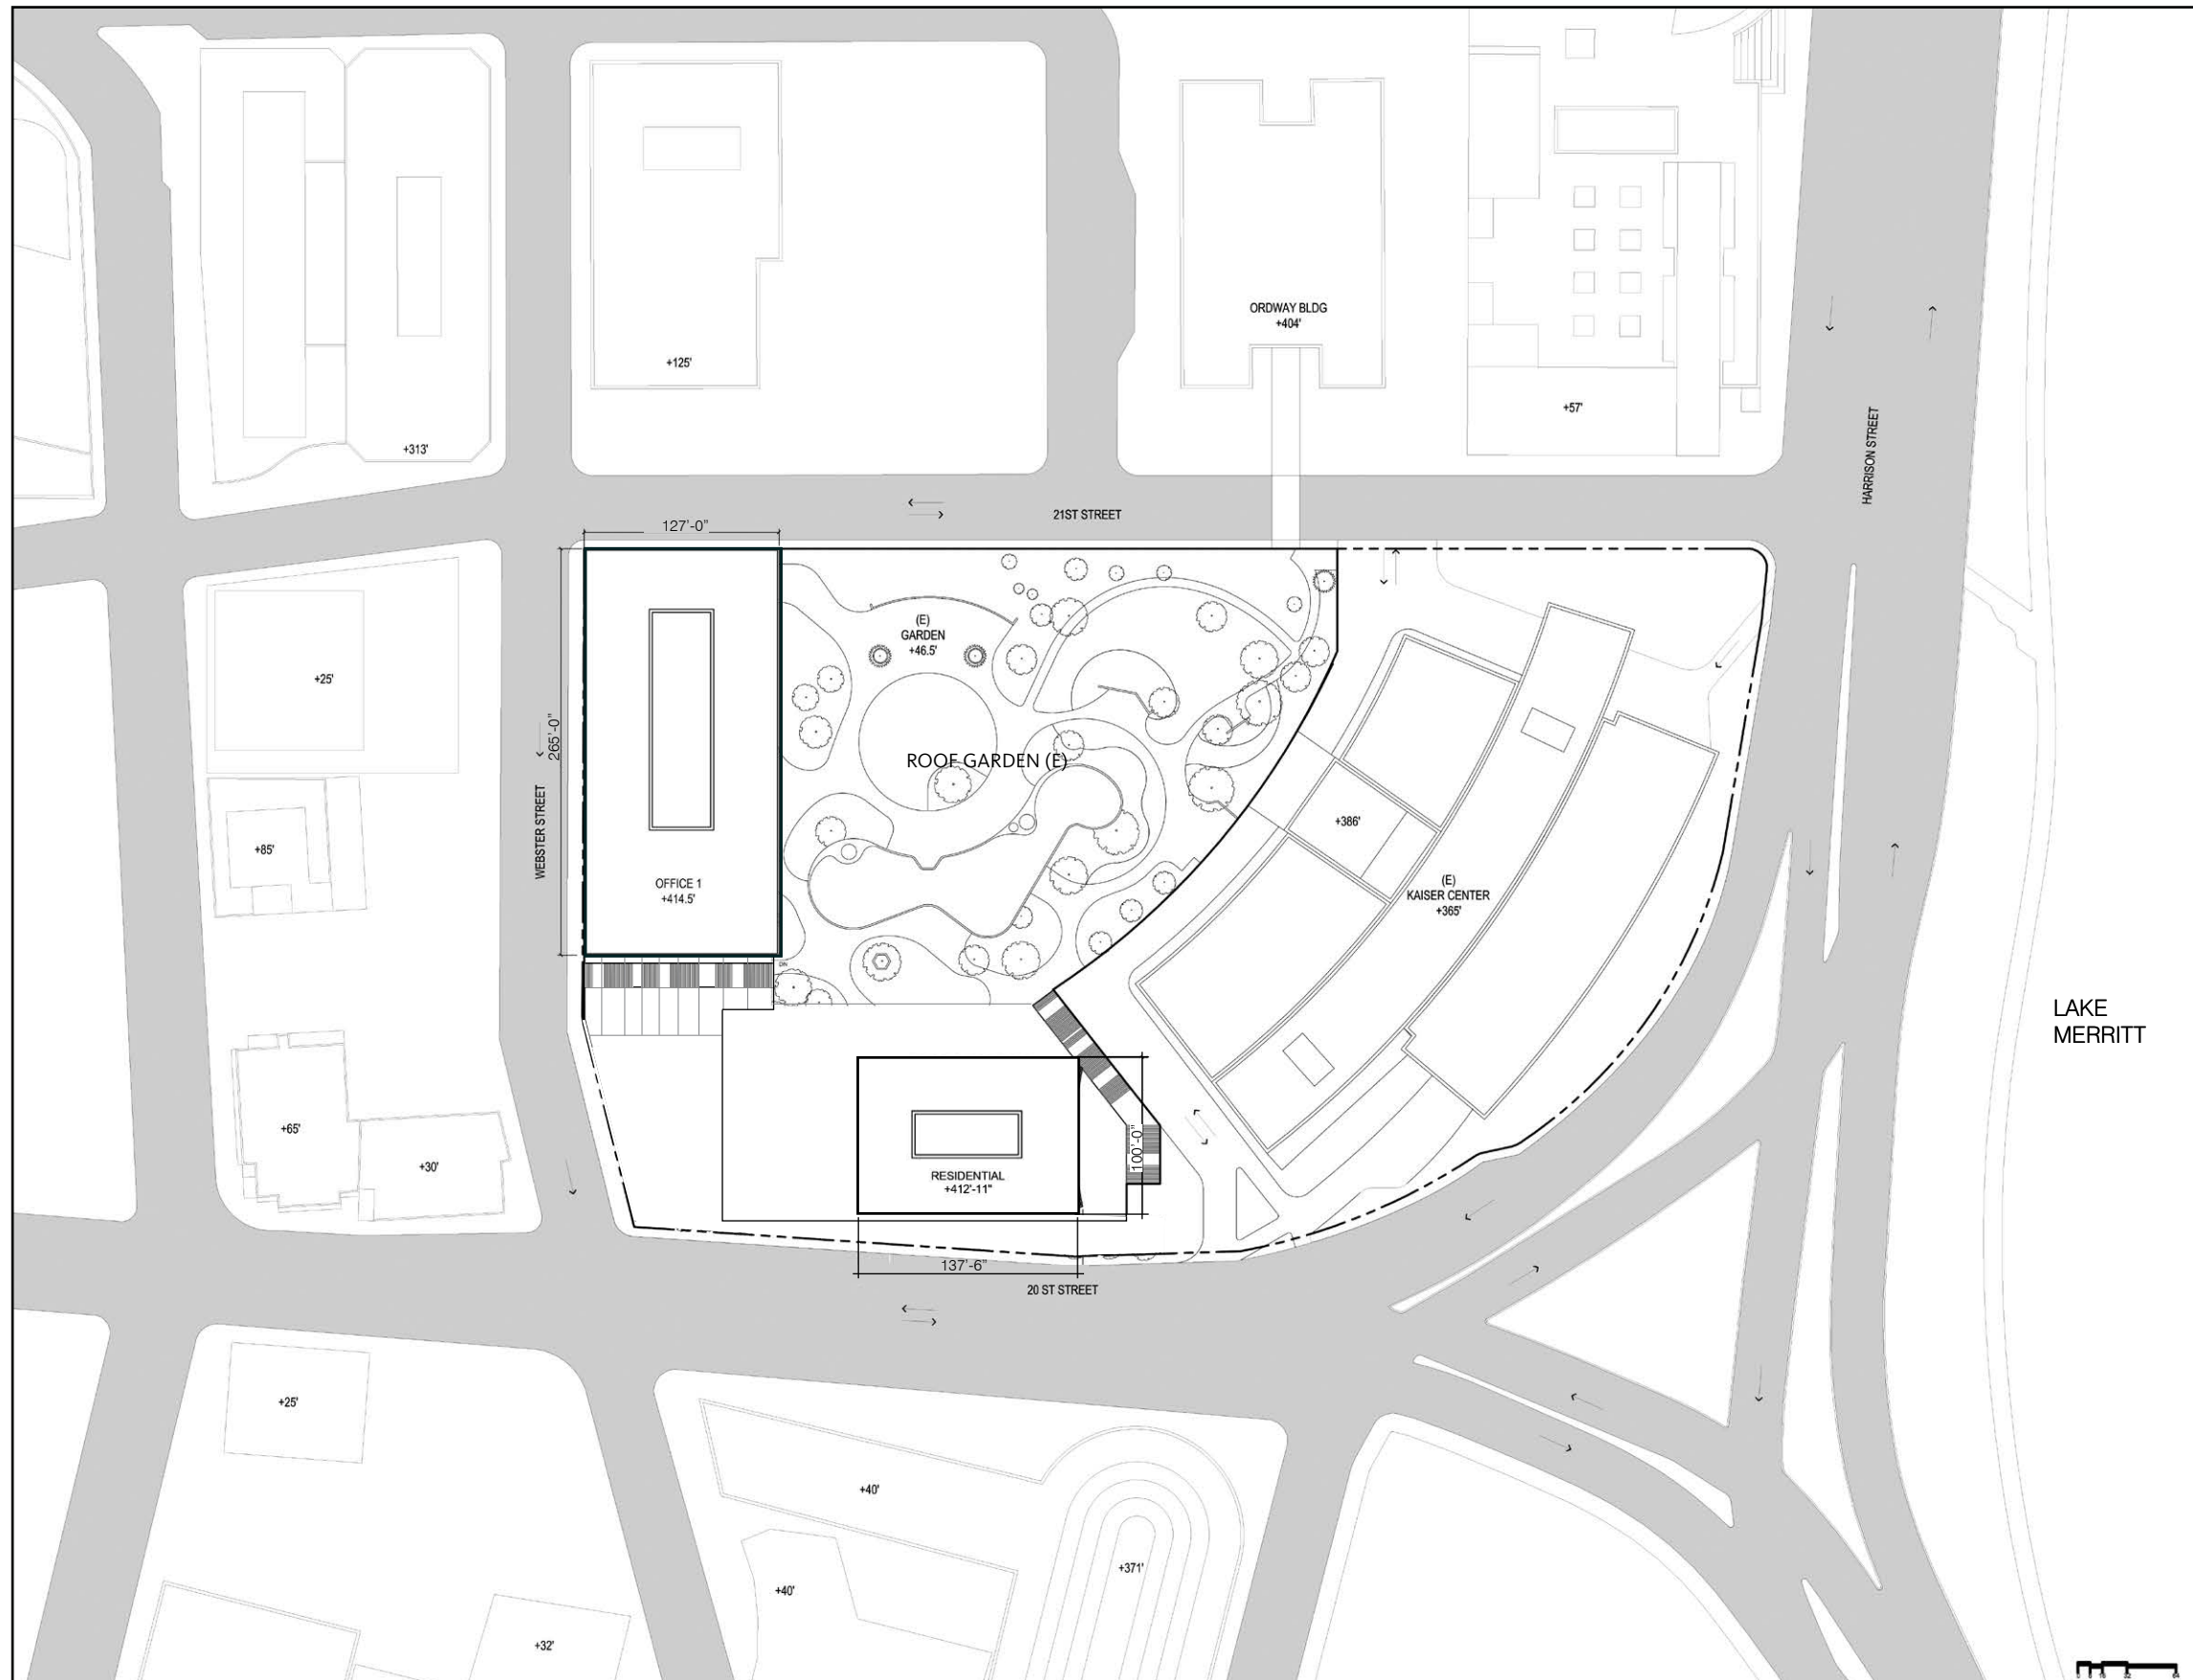 ORDWAY BLDG
+404'
+125'
+57'
+313'
HARRISON STREET
21ST STREET
127'-0"
(E)
GARDEN
+46.5'
+25'
265'-0"
WEBSTER STREET
ROOF GARDEN (E)
+386'
+85'
OFFICE 1
+414.5'
(E)
KAISER CENTER
+365'
DN
LAKE
MERRITT
+65'
+30'
100'-0"
RESIDENTIAL
+412'-11"
137'-6"
20 ST STREET
+25'
+40'
+371'
+40'
+32'